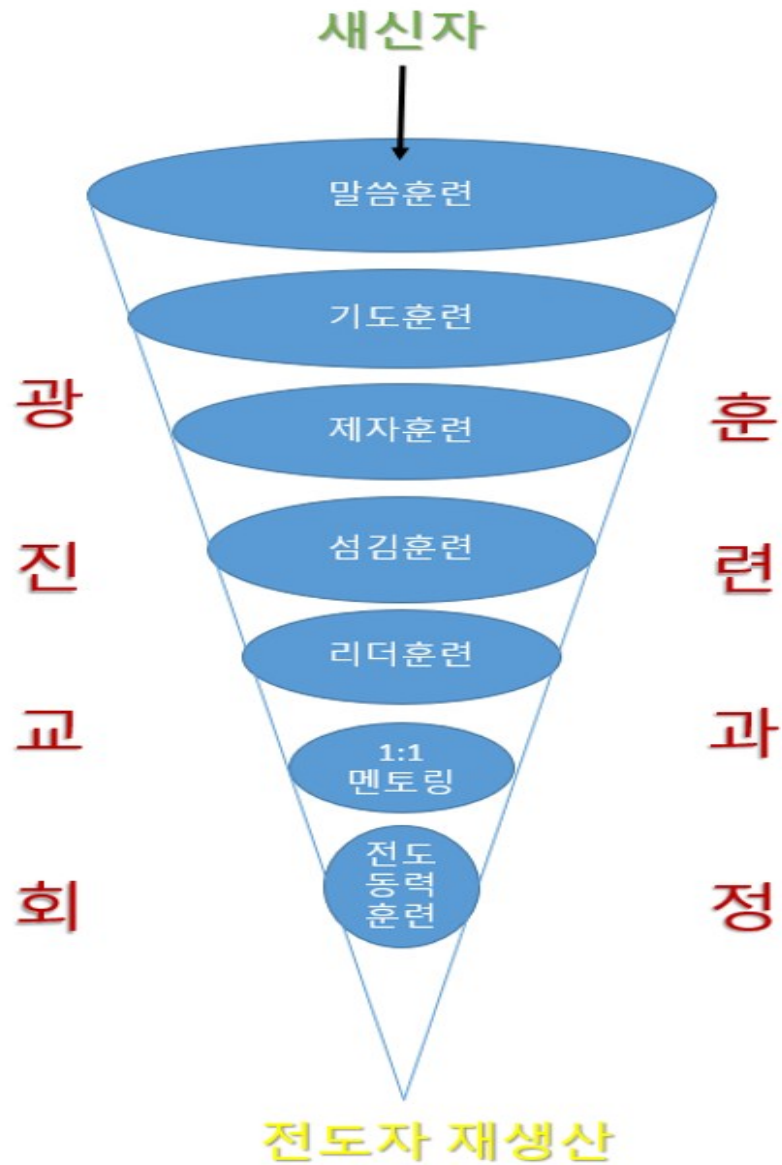 새신자
말씀훈련
기도훈련
제자훈련
섬김훈련
리더훈련
1:1
멘토링
전도
동력
훈련
광
진
교
회
훈
련
과
정
전도자 재생산